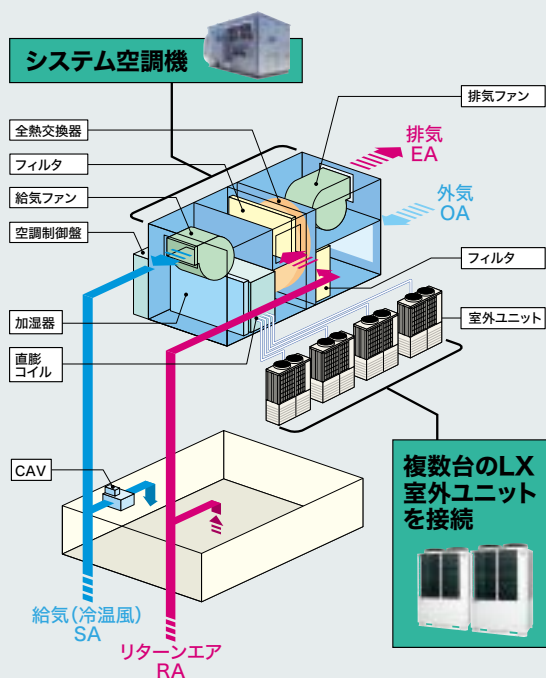 システム空調機
排気ファン
全熱交換器
排気
EA
フィルタ
外気
OA
給気ファン
空調制御盤
フィルタ
加湿器
室外ユニット
直膨
コイル
CAV
複数台のLX
室外ユニット
を接続
給気(冷温風)
SA
リターンエア
RA